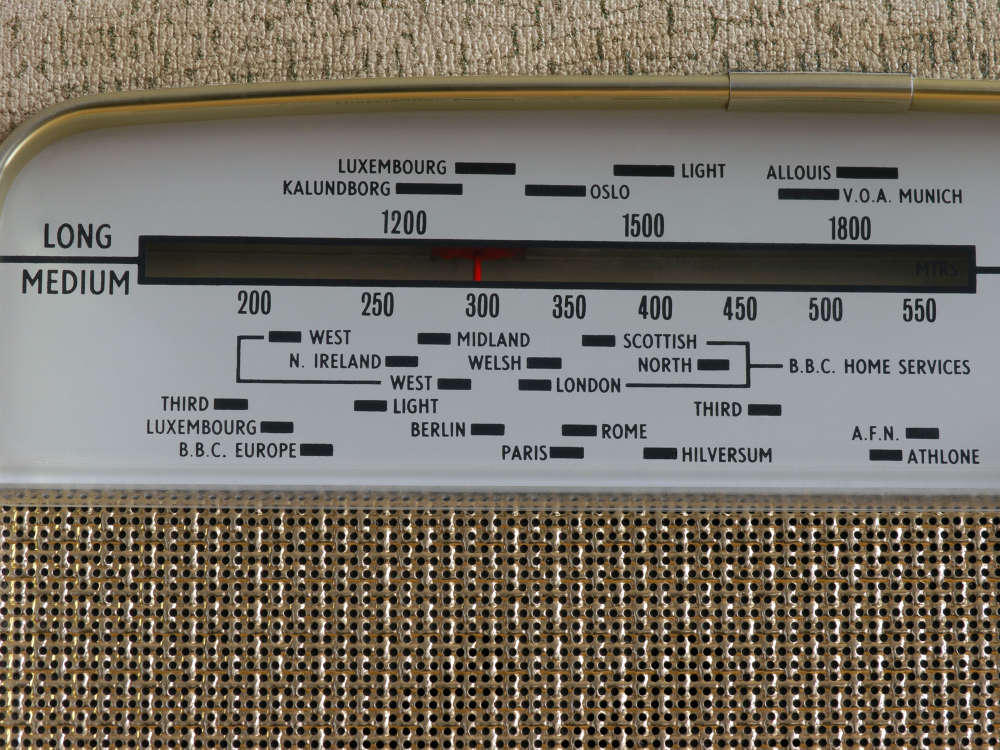 LUXEMBOURG LIGHT ALLOUIS
KALUNDBORG OSLO V.O.A. MUNICH
1200 1500 1800
LONG
MTRS
MEDIUM
200 250 300 350 400 450 500 550
WEST MIDLAND SCOTTISH
N. IRELAND WELSH NORTH B.B.C. HOME SERVICES
WEST LONDON
THIRD LIGHT THIRD
LUXEMBOURG BERLIN ROME A.F.N.
B.B.C. EUROPE PARIS HILVERSUM ATHLONE